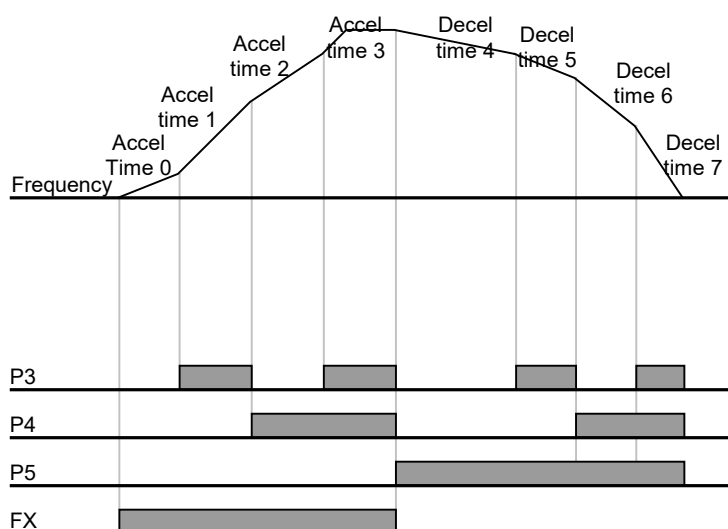 Accel
time 3
Decel
time 4
Decel
time 5
Accel
time 2
Decel
time 6
Accel
time 1
Accel
Time 0
Decel
time 7
Frequency
P3
P4
P5
FX